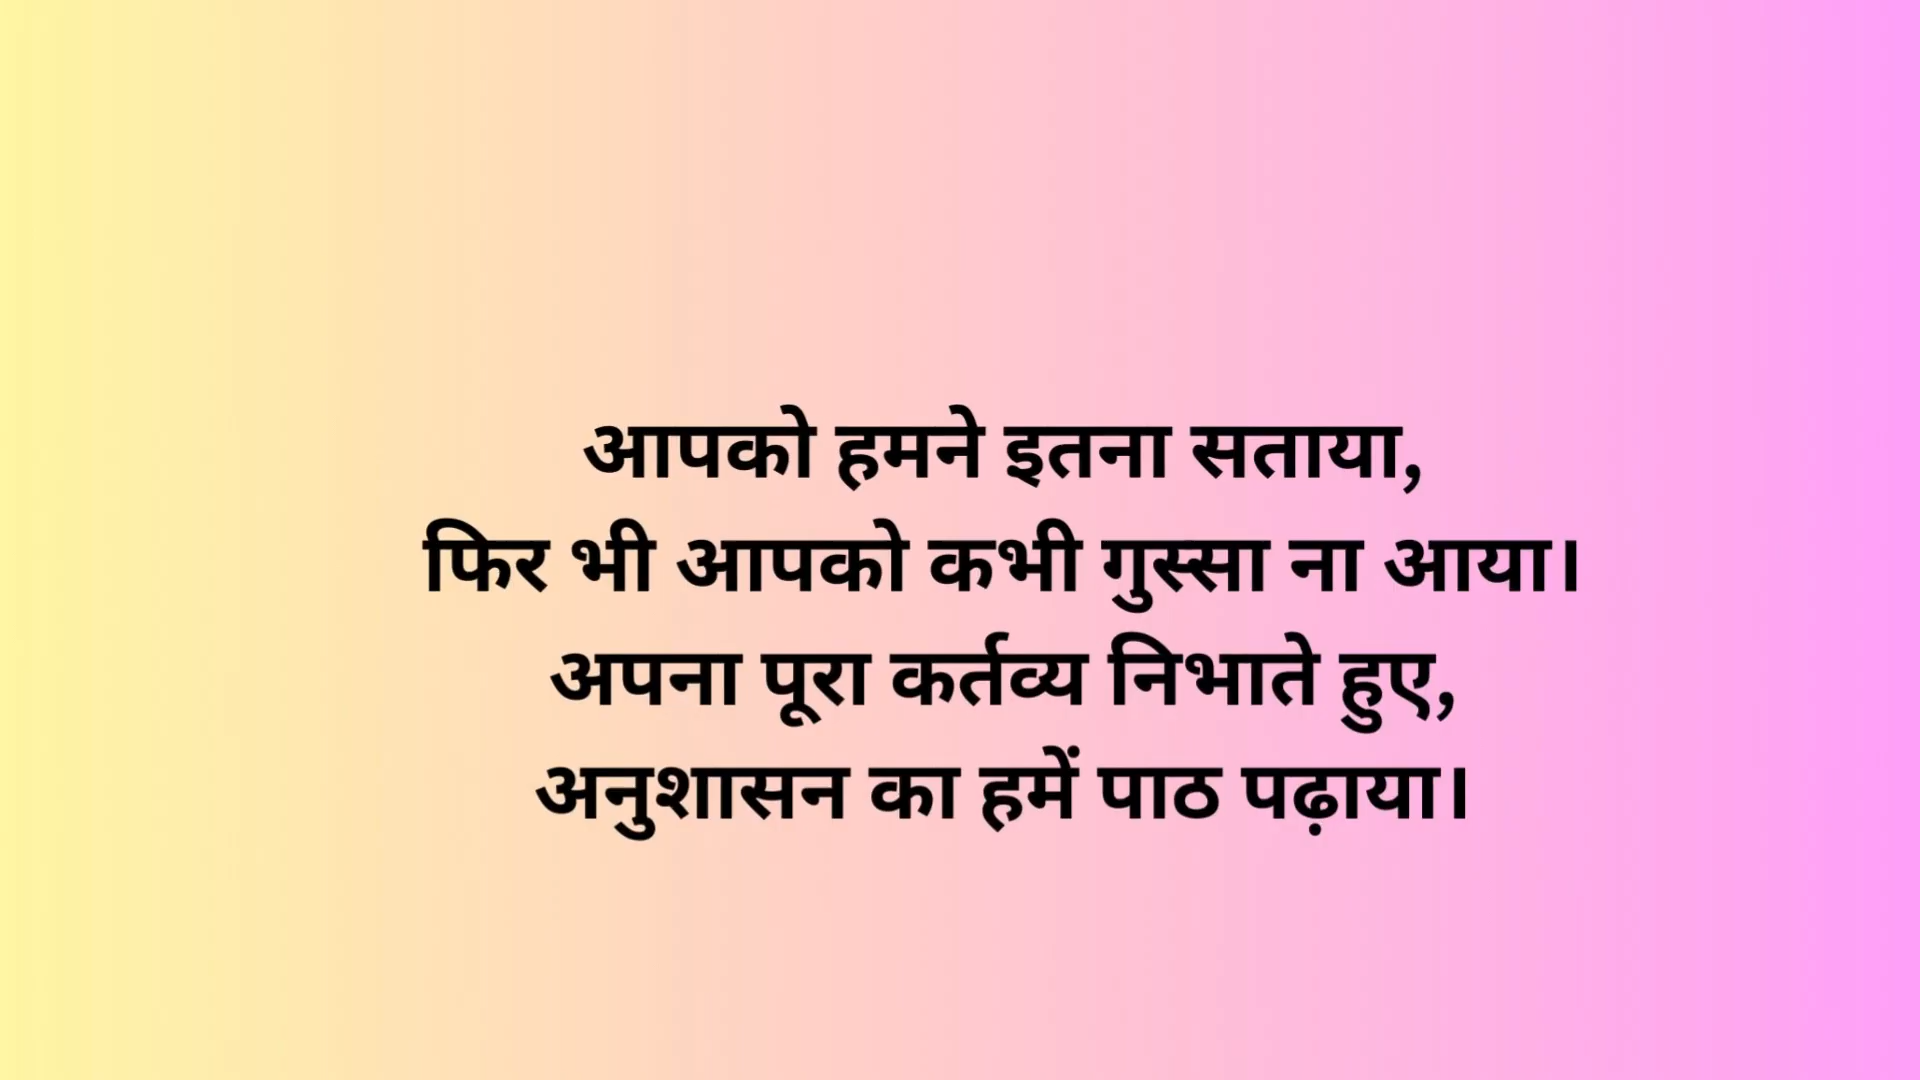 आपको हमने इतना सताया,
फिर भी आपको कभी गुस्सा ना आया।
अपना पूरा कर्तव्य निभाते हुए,
अनुशासन का हमें पाठ पढ़ाया।